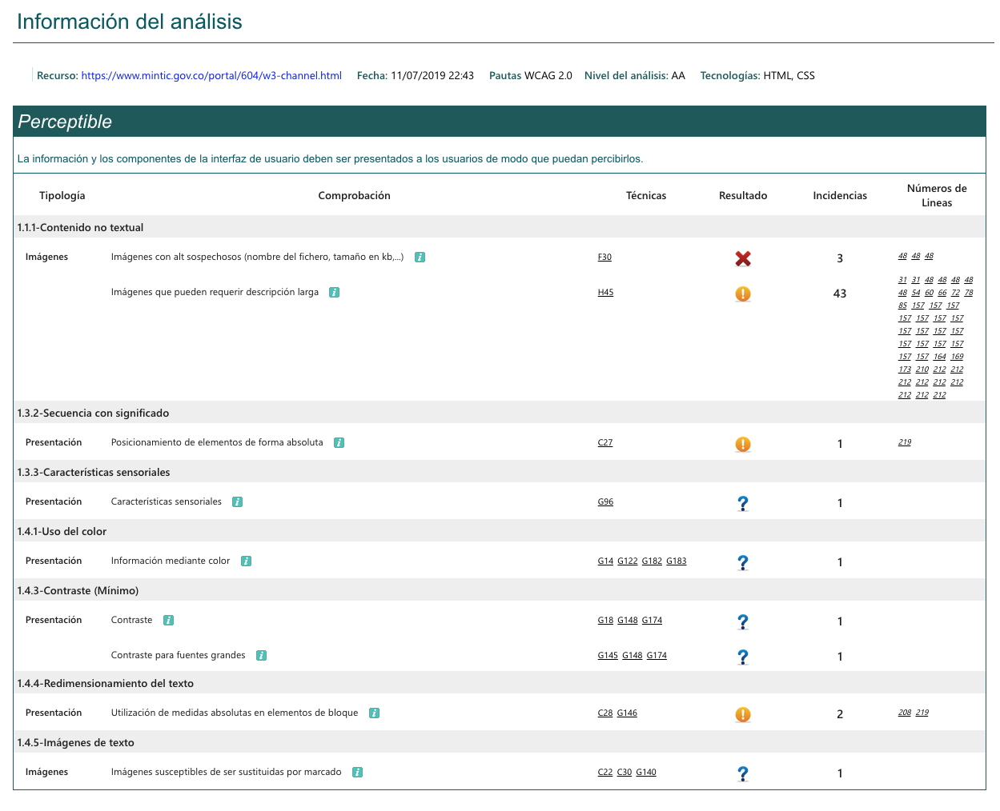 Información del análisis
Recurso: https://www.mintic.gov.co/portal/604/w3-channel.html Fecha: 11/07/2019 22:43 Pautas WCAG 2.0 Nivel del análisis: AA Tecnologías: HTML, CSS
Perceptible
La información y los componentes de la interfaz de usuario deben ser presentados a los usuarios de modo que puedan percibirlos.
Tipología Comprobación Técnicas Resultado Incidencias Números de Lineas
1.1.1-Contenido no textual
Imágenes Imágenes con alt sospechosos (nombre del fichero, tamaño en kb,...) i F30 3 48 48 48
Imágenes que pueden requerir descripción larga i H45 43 31 31 48 48 48 48
48 54 60 66 72 78
85 157 157 157
157 157 157 157
157 157 157 157
157 157 157 157
157 157 164 169
173 210 212 212
212 212 212 212
212 212 212
1.3.2-Secuencia con significado
Presentación Posicionamiento de elementos de forma absoluta i C27 ! 1 219
1.3.3-Características sensoriales
Presentación Características sensoriales i G96 ? 1
1.4.1-Uso del color
Presentación Información mediante color i G14 G122 G182 G183 ? 1
1.4.3-Contraste (Mínimo)
Presentación Contraste i G18 G148 G174 ? 1
Contraste para fuentes grandes i G145 G148 G174 ? 1
1.4.4-Redimensionamiento del texto
Presentación Utilización de medidas absolutas en elementos de bloque i C28 G146 ! 2 208 219
1.4.5-Imágenes de texto
Imágenes Imágenes susceptibles de ser sustituidas por marcado i C22 C30 G140 ? 1